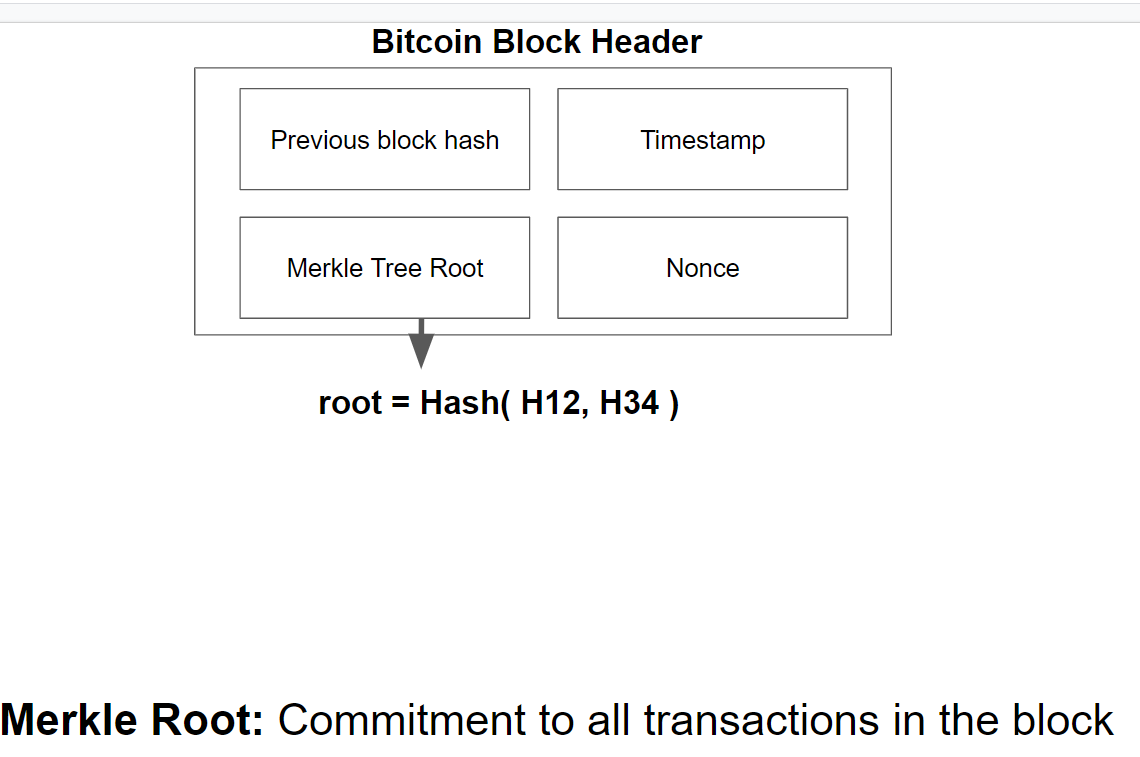 Bitcoin Block Header
Previous block hash
Timestamp
Merkle Tree Root
Nonce
root = Hash( H12, H34 )
Merkle Root: Commitment to all transactions in the block